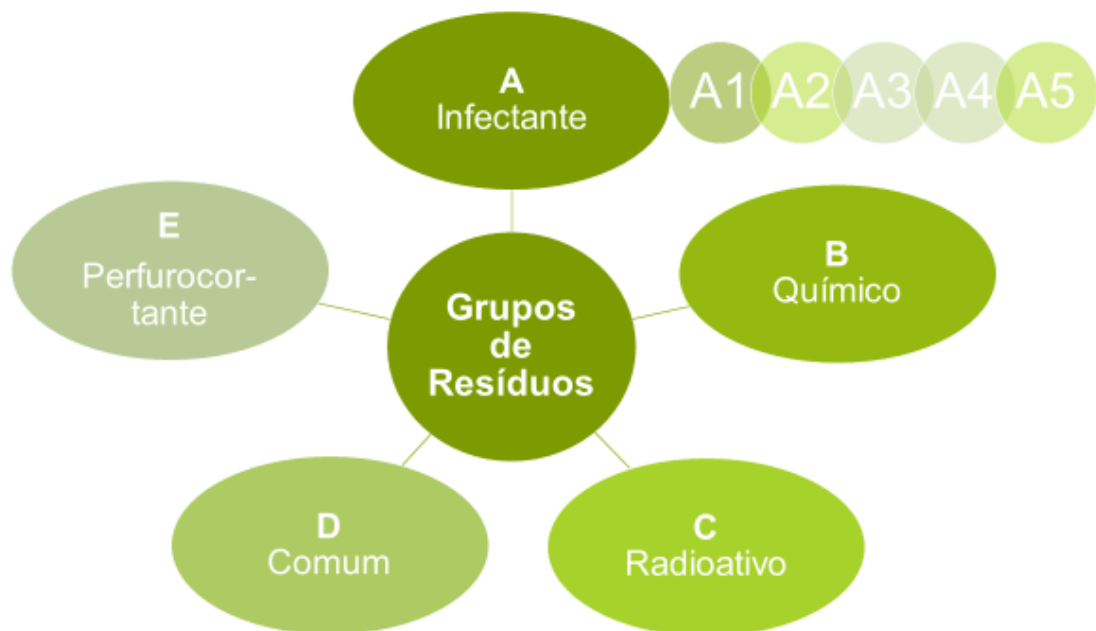 A
Infectante
A1 A2 A3 A4 A5
B
Químico
E
Perfurocor-
tante
Grupos
de
Resíduos
D
Comum
C
Radioativo